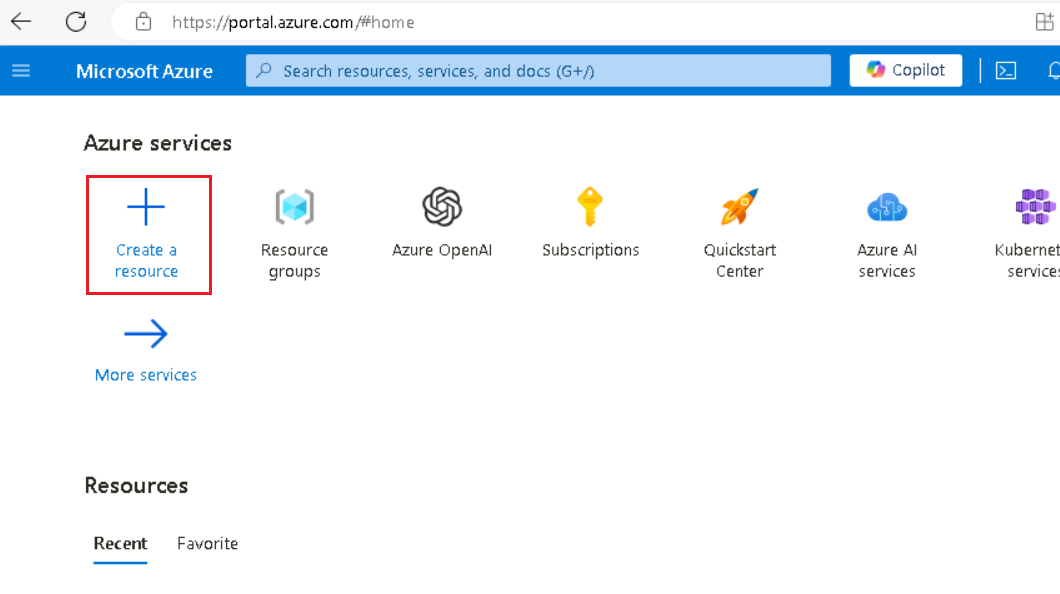 https://portal.azure.com/#home
Microsoft Azure
Search resources, services, and docs (G+/)
Copilot
Azure services
Create a
resource
Resource
groups
Azure OpenAI
Subscriptions
Quickstart
Center
Azure AI
services
Kubernet
services
More services
Resources
Recent
Favorite